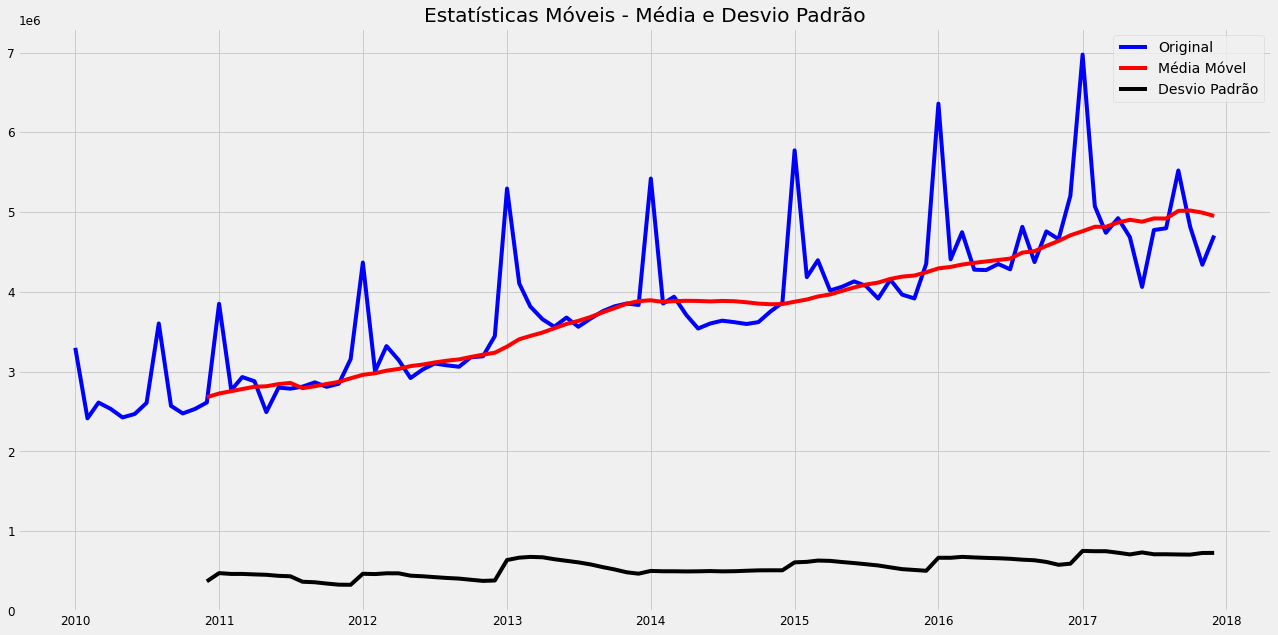 Estatísticas Móveis - Média e Desvio Padrão
1e6
Original
Média Móvel
Desvio Padrão
7
6
5
4
3
2
1
0
2010 2011 2012 2013 2014 2015 2016 2017 2018